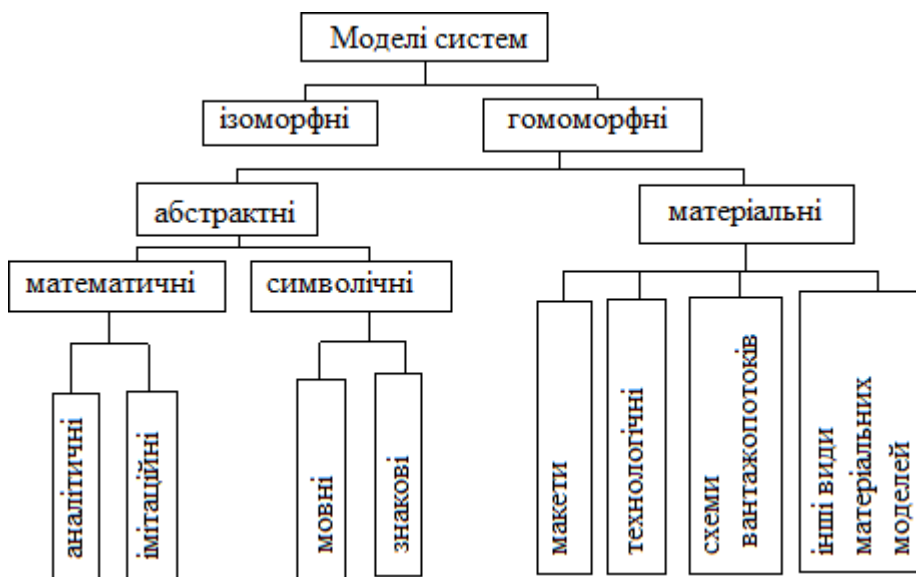 Моделі систем
ізоморфні
гомоморфні
абстрактні
матеріальні
математичні
символічні
аналітичні
імітаційні
мовні
знакові
макети
технологічні
схеми
вантажопотоків
інші види
матеріальних
моделей